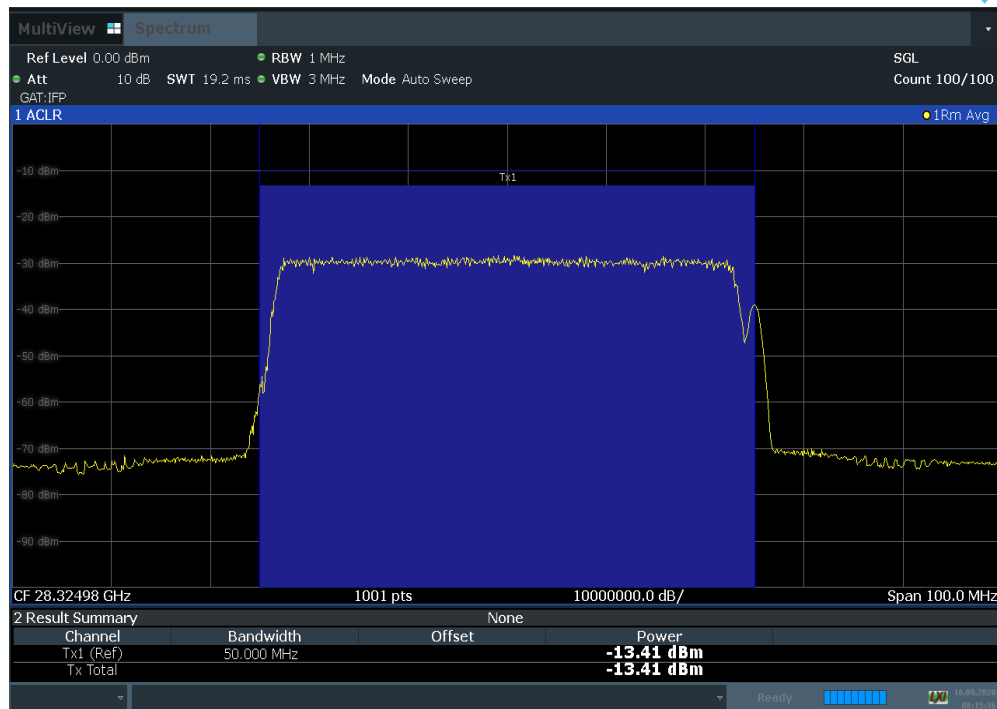 MultiView Spectrum
Ref Level 0.00 dBm RBW 1 MHz SGL
Att 10 dB SWT 19.2 ms VBW 3 MHz Mode Auto Sweep Count 100/100
GAT:IFP
1 ACLR 1Rm Avg
-10 dBm
Tx1
-20 dBm
-30 dBm
-40 dBm
-50 dBm
-60 dBm
-70 dBm
-80 dBm
-90 dBm
CF 28.32498 GHz 1001 pts 10000000.0 dB/ Span 100.0 MHz
2 Result Summary None
Channel Bandwidth Offset Power
Tx1 (Ref) 50.000 MHz -13.41 dBm
Tx Total -13.41 dBm
Ready 16.09.2020